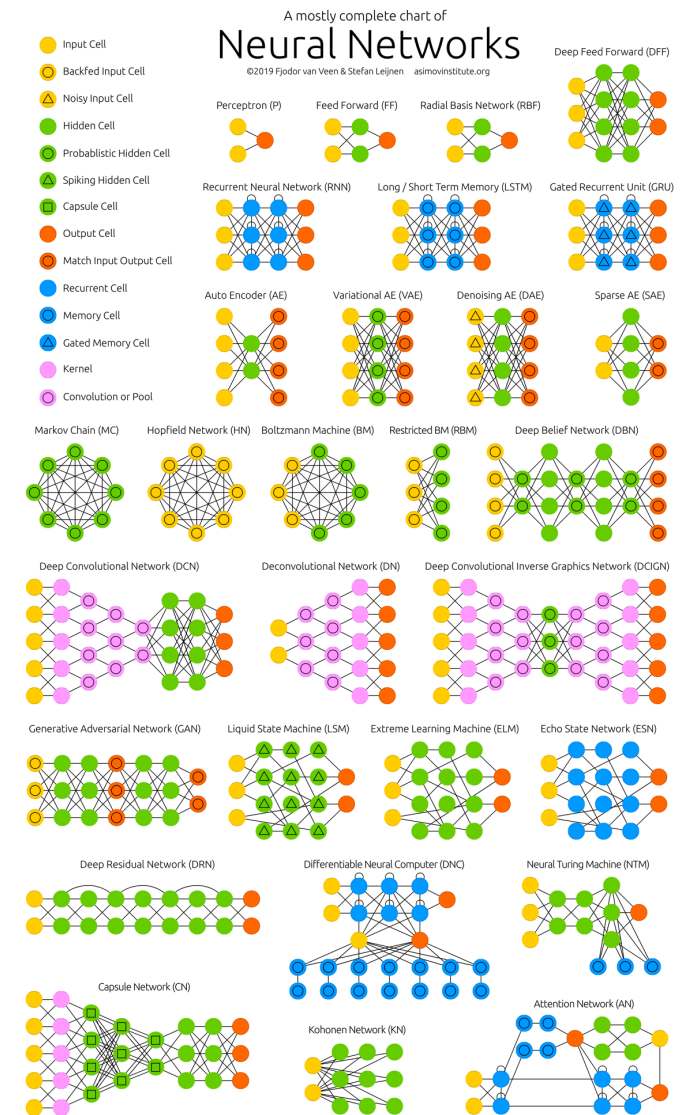 A mostly complete chart of
Neural Networks
©2019 Fjodor van Veen & Stefan Leijnen asimovinstitute.org
Input Cell
Backfed Input Cell
Noisy Input Cell
Hidden Cell
Probablistic Hidden Cell
Spiking Hidden Cell
Capsule Cell
Output Cell
Match Input Output Cell
Recurrent Cell
Memory Cell
Gated Memory Cell
Kernel
Convolution or Pool
Perceptron (P)
Feed Forward (FF)
Radial Basis Network (RBF)
Deep Feed Forward (DFF)
Recurrent Neural Network (RNN)
Long / Short Term Memory (LSTM)
Gated Recurrent Unit (GRU)
Auto Encoder (AE)
Variational AE (VAE)
Denoising AE (DAE)
Sparse AE (SAE)
Markov Chain (MC)
Hopfield Network (HN)
Boltzmann Machine (BM)
Restricted BM (RBM)
Deep Belief Network (DBN)
Deep Convolutional Network (DCN)
Deconvolutional Network (DN)
Deep Convolutional Inverse Graphics Network (DCIGN)
Generative Adversarial Network (GAN)
Liquid State Machine (LSM)
Extreme Learning Machine (ELM)
Echo State Network (ESN)
Deep Residual Network (DRN)
Differentiable Neural Computer (DNC)
Neural Turing Machine (NTM)
Capsule Network (CN)
Kohonen Network (KN)
Attention Network (AN)